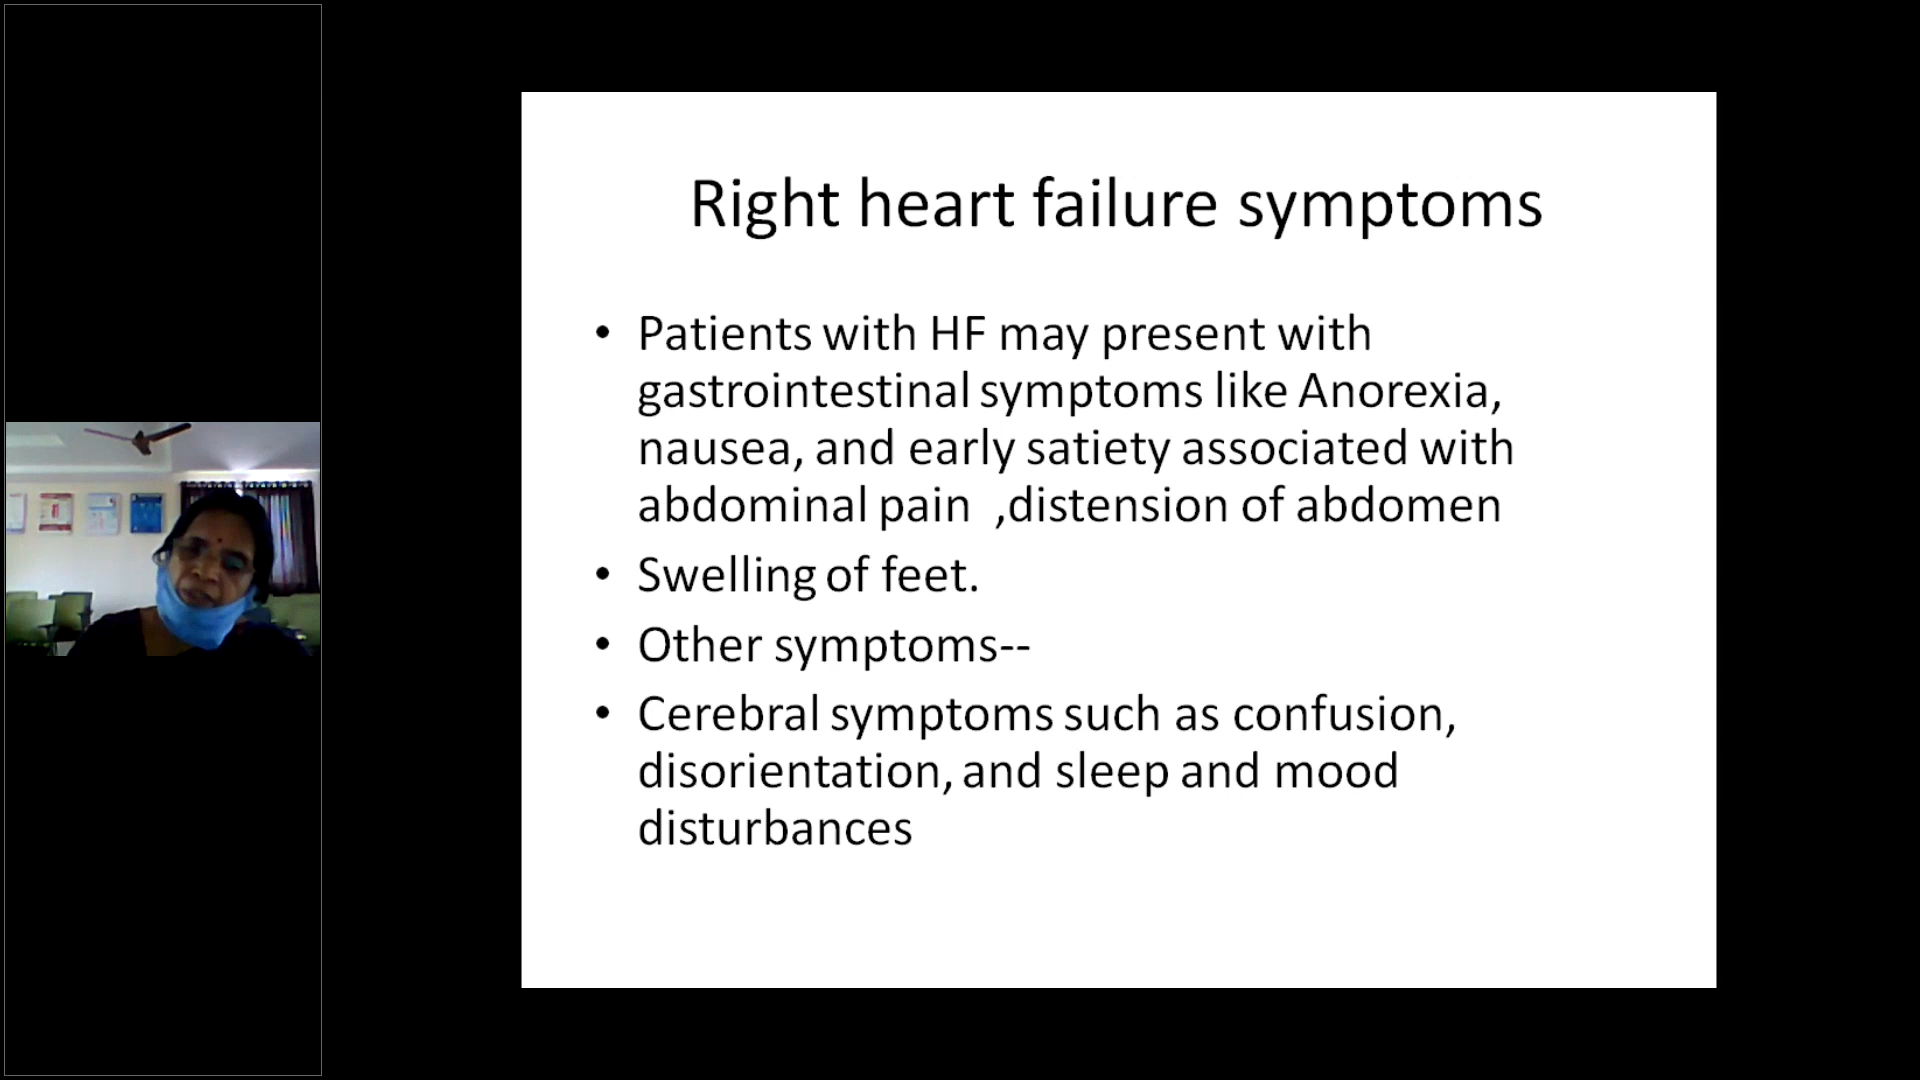 Right heart failure symptoms
• Patients with HF may present with
gastrointestinal symptoms like Anorexia,
nausea, and early satiety associated with
abdominal pain  ,distension of abdomen
• Swelling of feet.
• Other symptoms--
• Cerebral symptoms such as confusion,
disorientation, and sleep and mood
disturbances